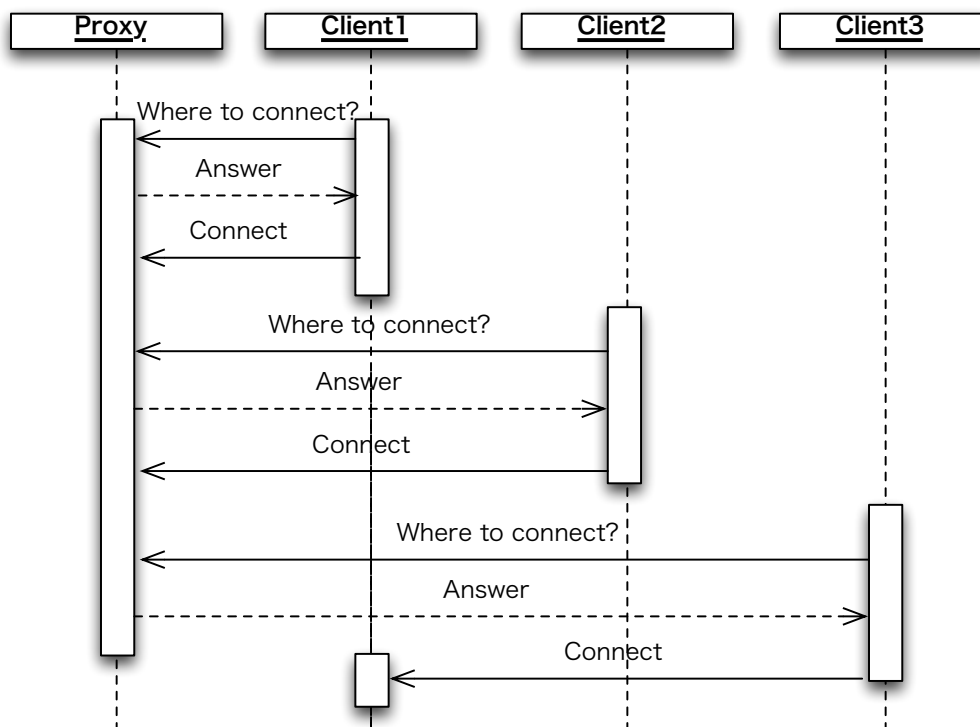 Proxy
Client1
Client2
Client3
Where to connect?
Answer
Connect
Where to connect?
Answer
Connect
Where to connect?
Answer
Connect